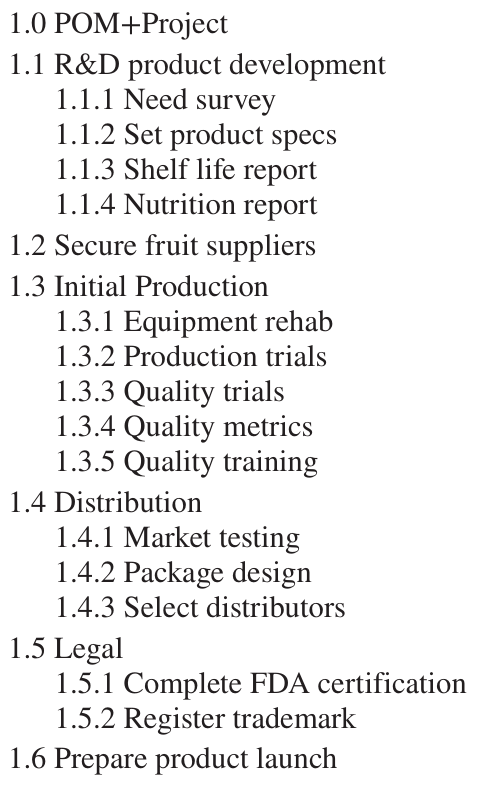 1.0 POM+Project
1.1 R&D product development
1.1.1 Need survey
1.1.2 Set product specs
1.1.3 Shelf life report
1.1.4 Nutrition report
1.2 Secure fruit suppliers
1.3 Initial Production
1.3.1 Equipment rehab
1.3.2 Production trials
1.3.3 Quality trials
1.3.4 Quality metrics
1.3.5 Quality training
1.4 Distribution
1.4.1 Market testing
1.4.2 Package design
1.4.3 Select distributors
1.5 Legal
1.5.1 Complete FDA certification
1.5.2 Register trademark
1.6 Prepare product launch